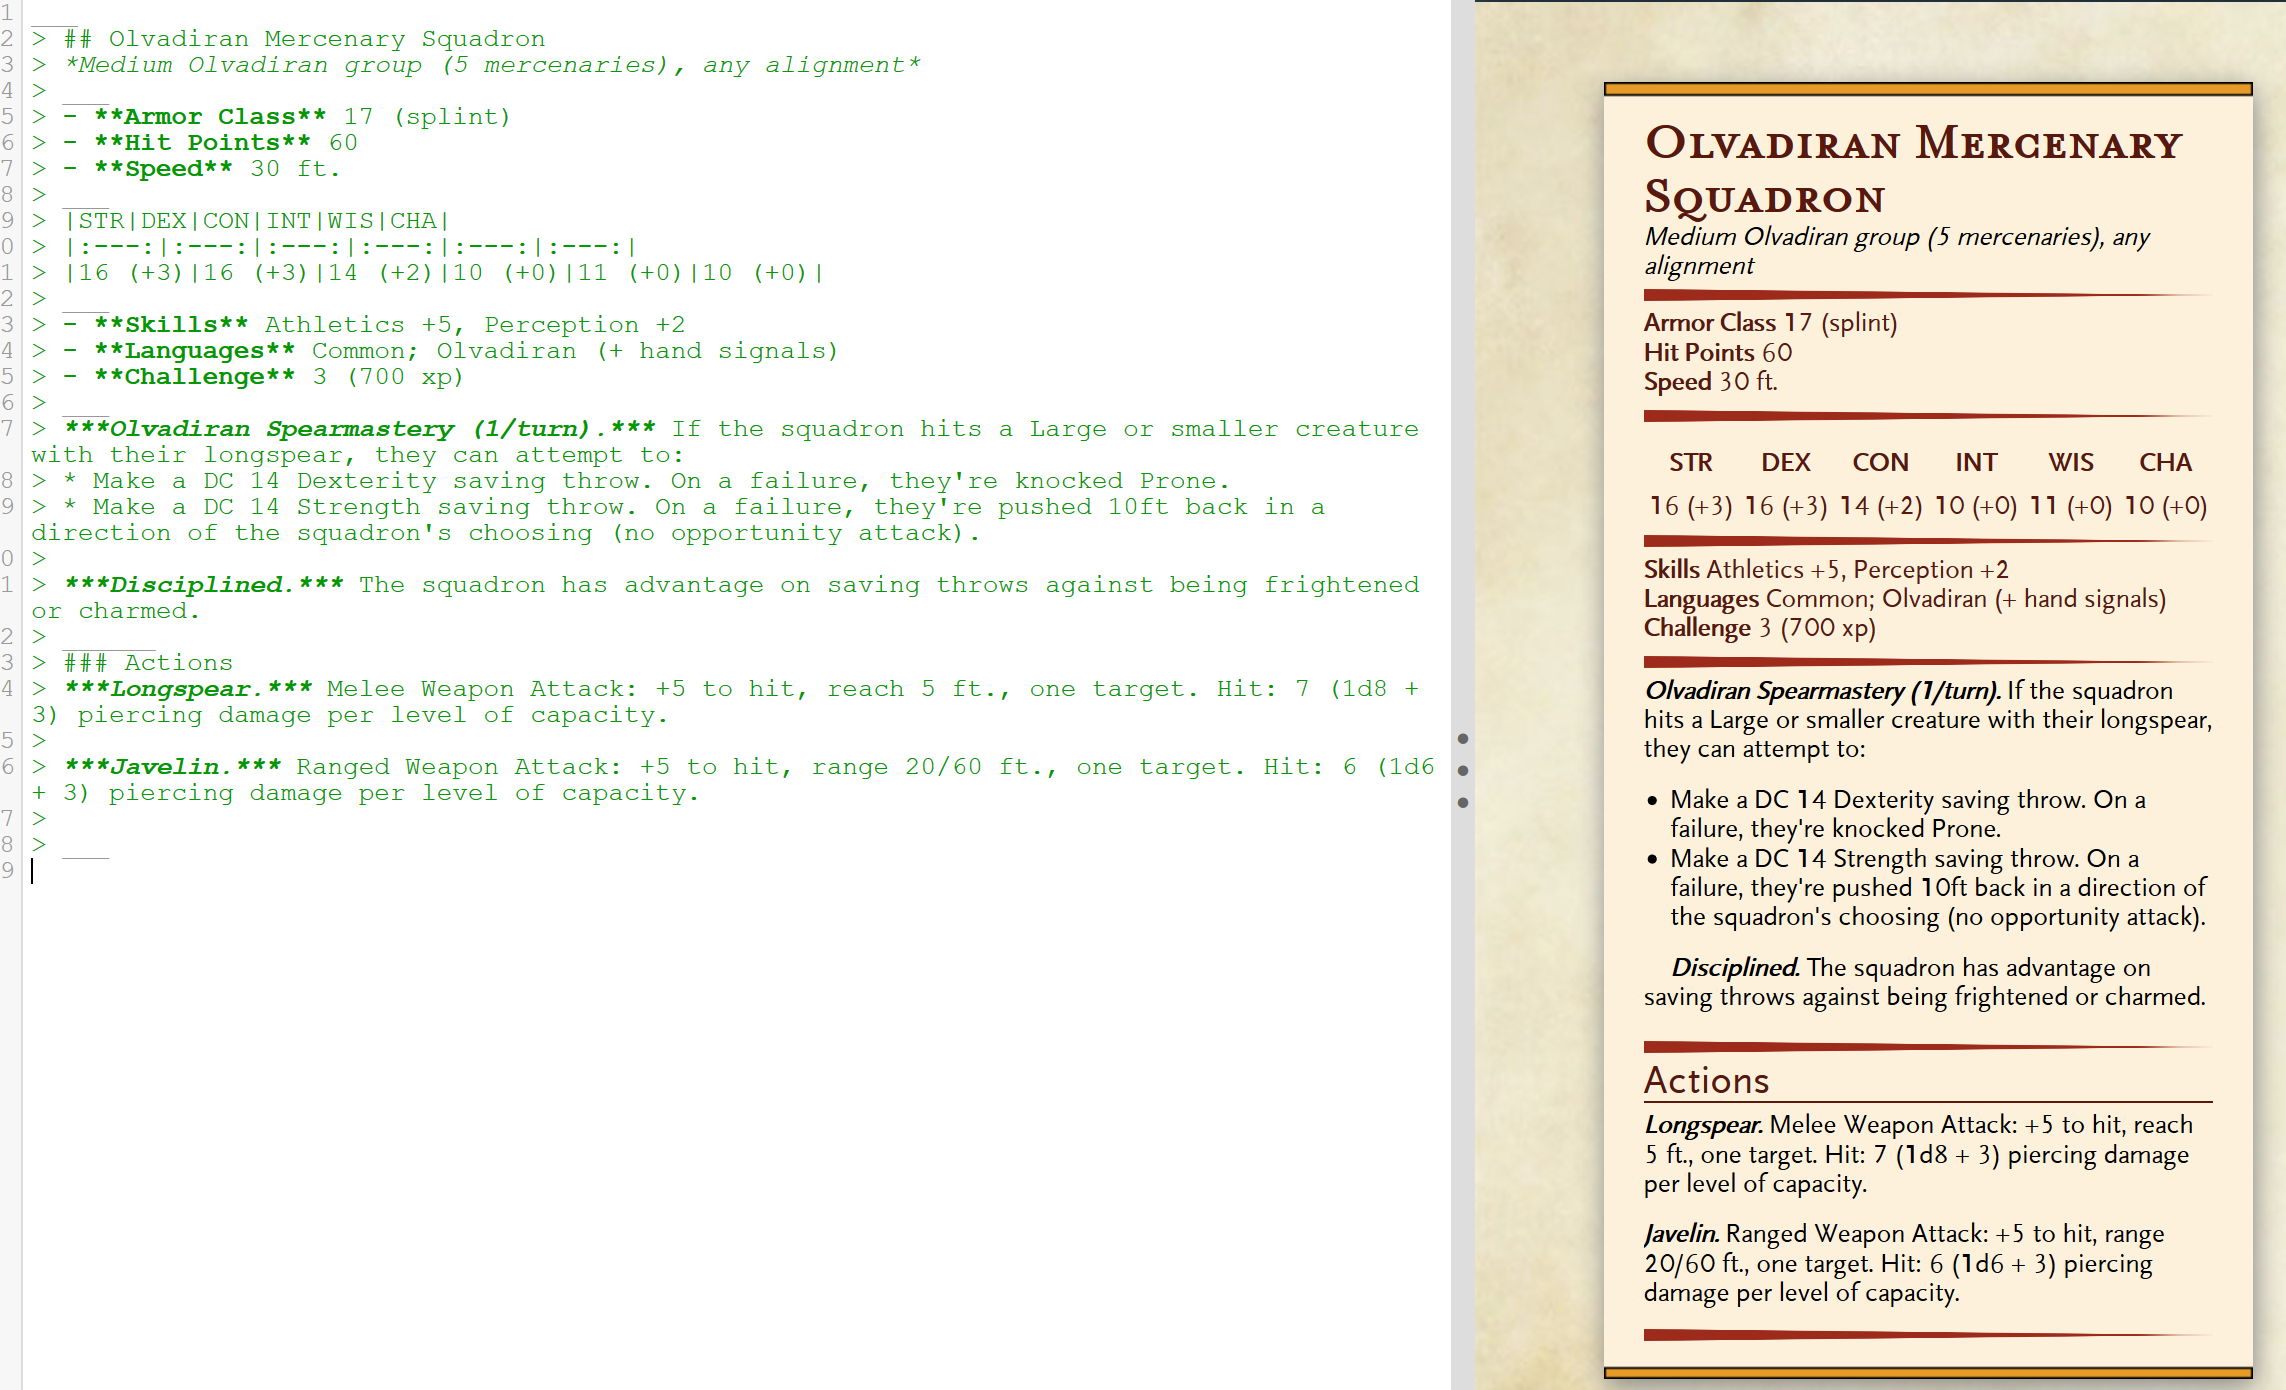 1 ___
2 > ## Olvadiran Mercenary Squadron
3 > *Medium Olvadiran group (5 mercenaries), any alignment*
4 > ___
5 > - **Armor Class** 17 (splint)
6 > - **Hit Points** 60
7 > - **Speed** 30 ft.
8 > ___
9 > |STR|DEX|CON|INT|WIS|CHA|
0 > |:---:|:---:|:---:|:---:|:---:|:---:|
1 > |16 (+3)|16 (+3)|14 (+2)|10 (+0)|11 (+0)|10 (+0)|
2 > ___
3 > - **Skills** Athletics +5, Perception +2
4 > - **Languages** Common; Olvadiran (+ hand signals)
5 > - **Challenge** 3 (700 xp)
6 > ___
7 > ***Olvadiran Spearmastery (1/turn).*** If the squadron hits a Large or smaller creature
with their longspear, they can attempt to:
8 > * Make a DC 14 Dexterity saving throw. On a failure, they're knocked Prone.
9 > * Make a DC 14 Strength saving throw. On a failure, they're pushed 10ft back in a
direction of the squadron's choosing (no opportunity attack).
0 >
1 > ***Disciplined.*** The squadron has advantage on saving throws against being frightened
or charmed.
2 > ______
3 > ### Actions
4 > ***Longspear.*** Melee Weapon Attack: +5 to hit, reach 5 ft., one target. Hit: 7 (1d8 +
3) piercing damage per level of capacity.
5 >
6 > ***Javelin.*** Ranged Weapon Attack: +5 to hit, range 20/60 ft., one target. Hit: 6 (1d6
+ 3) piercing damage per level of capacity.
7 >
8 > ___
9
Olvadiran Mercenary
Squadron
Medium Olvadiran group (5 mercenaries), any
alignment
Armor Class 17 (splint)
Hit Points 60
Speed 30 ft.
STR DEX CON INT WIS CHA
16 (+3) 16 (+3) 14 (+2) 10 (+0) 11 (+0) 10 (+0)
Skills Athletics +5, Perception +2
Languages Common; Olvadiran (+ hand signals)
Challenge 3 (700 xp)
Olvadiran Spearmastery (1/turn). If the squadron
hits a Large or smaller creature with their longspear,
they can attempt to:
• Make a DC 14 Dexterity saving throw. On a
failure, they're knocked Prone.
• Make a DC 14 Strength saving throw. On a
failure, they're pushed 10ft back in a direction of
the squadron's choosing (no opportunity attack).
Disciplined. The squadron has advantage on
saving throws against being frightened or charmed.
Actions
Longspear. Melee Weapon Attack: +5 to hit, reach
5 ft., one target. Hit: 7 (1d8 + 3) piercing damage
per level of capacity.
Javelin. Ranged Weapon Attack: +5 to hit, range
20/60 ft., one target. Hit: 6 (1d6 + 3) piercing
damage per level of capacity.